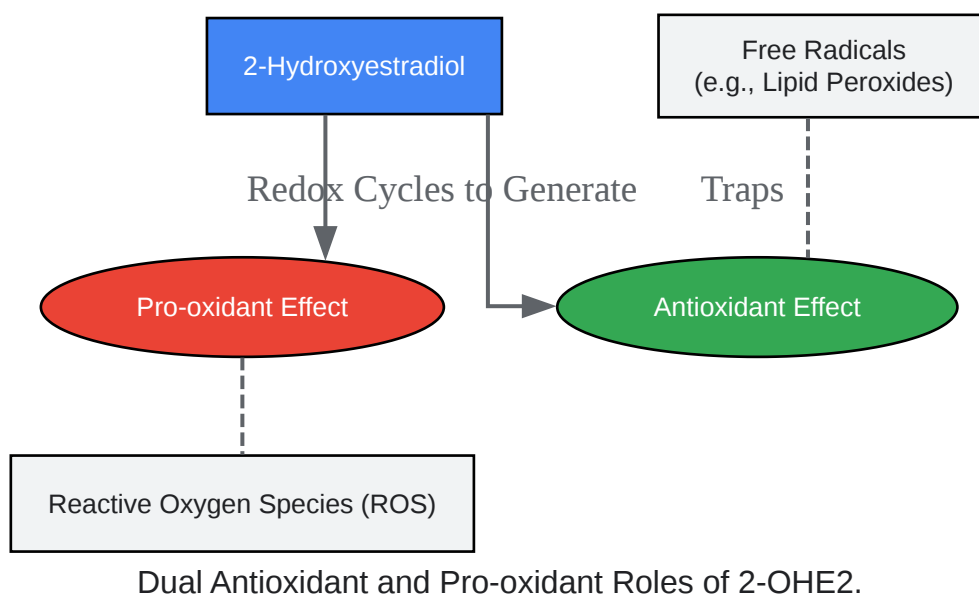 2-Hydroxyestradiol
Free Radicals
(e.g., Lipid Peroxides)
Redox Cycles to Generate
Traps
Pro-oxidant Effect
Antioxidant Effect
Reactive Oxygen Species (ROS)
Dual Antioxidant and Pro-oxidant Roles of 2-OHE2.